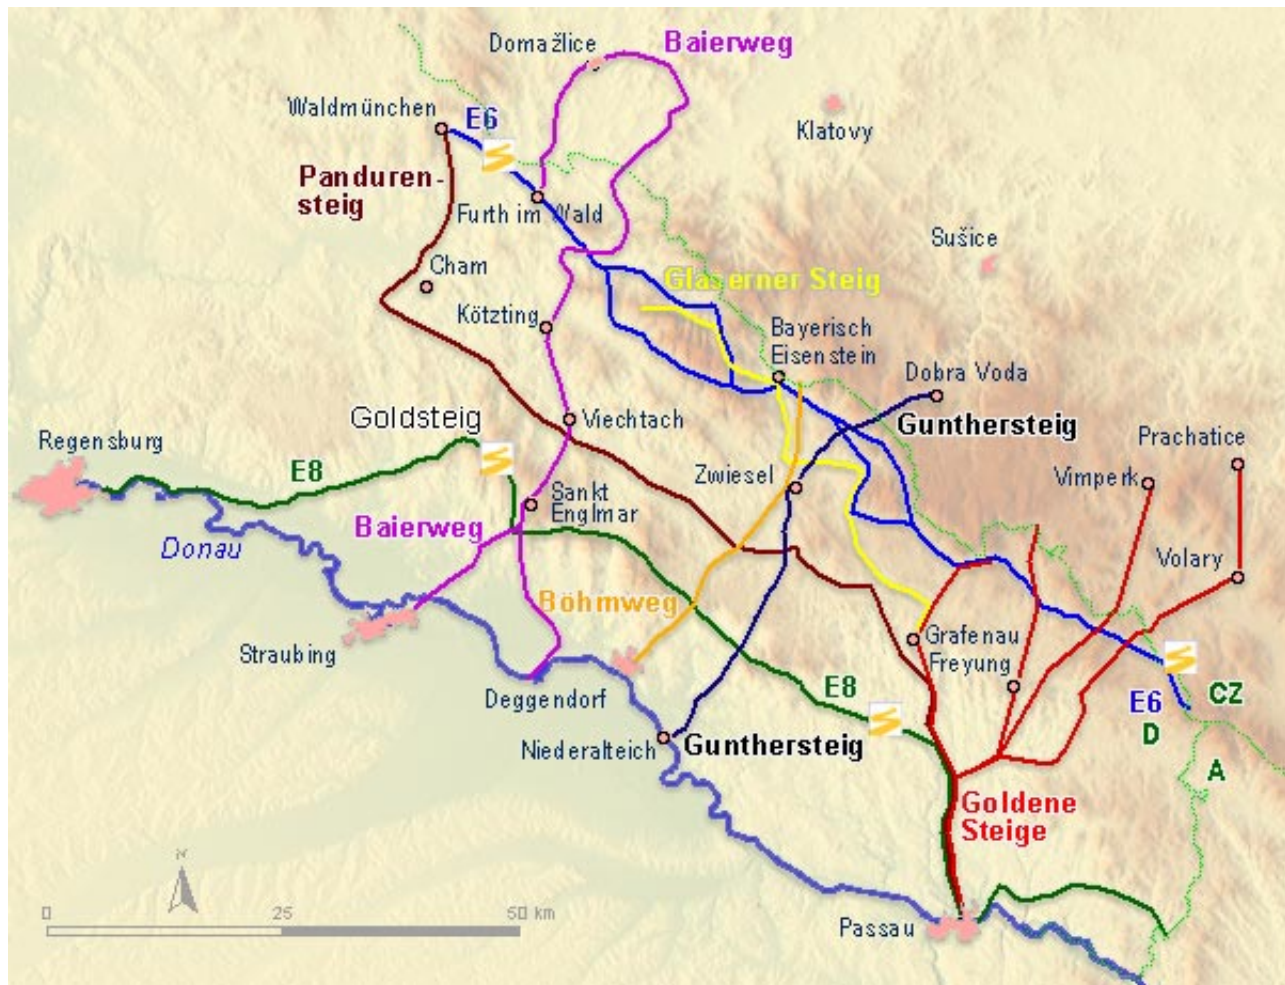 Domažlice
Baierweg
Waldmünchen
E6
Klatovy
Panduren-
steig
Furth im Wald
Sušice
Cham
Glaserner Steig
Kötzting
Bayerisch
Eisenstein
Dobra Voda
Goldsteig
Viechtach
Gunthersteig
Regensburg
Prachatice
E8
Zwiesel
Vimperk
Sankt
Englmar
Baierweg
Donau
Volary
Böhmweg
Straubing
Grafenau
Freyung
E8
Deggendorf
E6
CZ
D
Niederalteich
Gunthersteig
A
Goldene
Steige
N
0
25
50 km
Passau